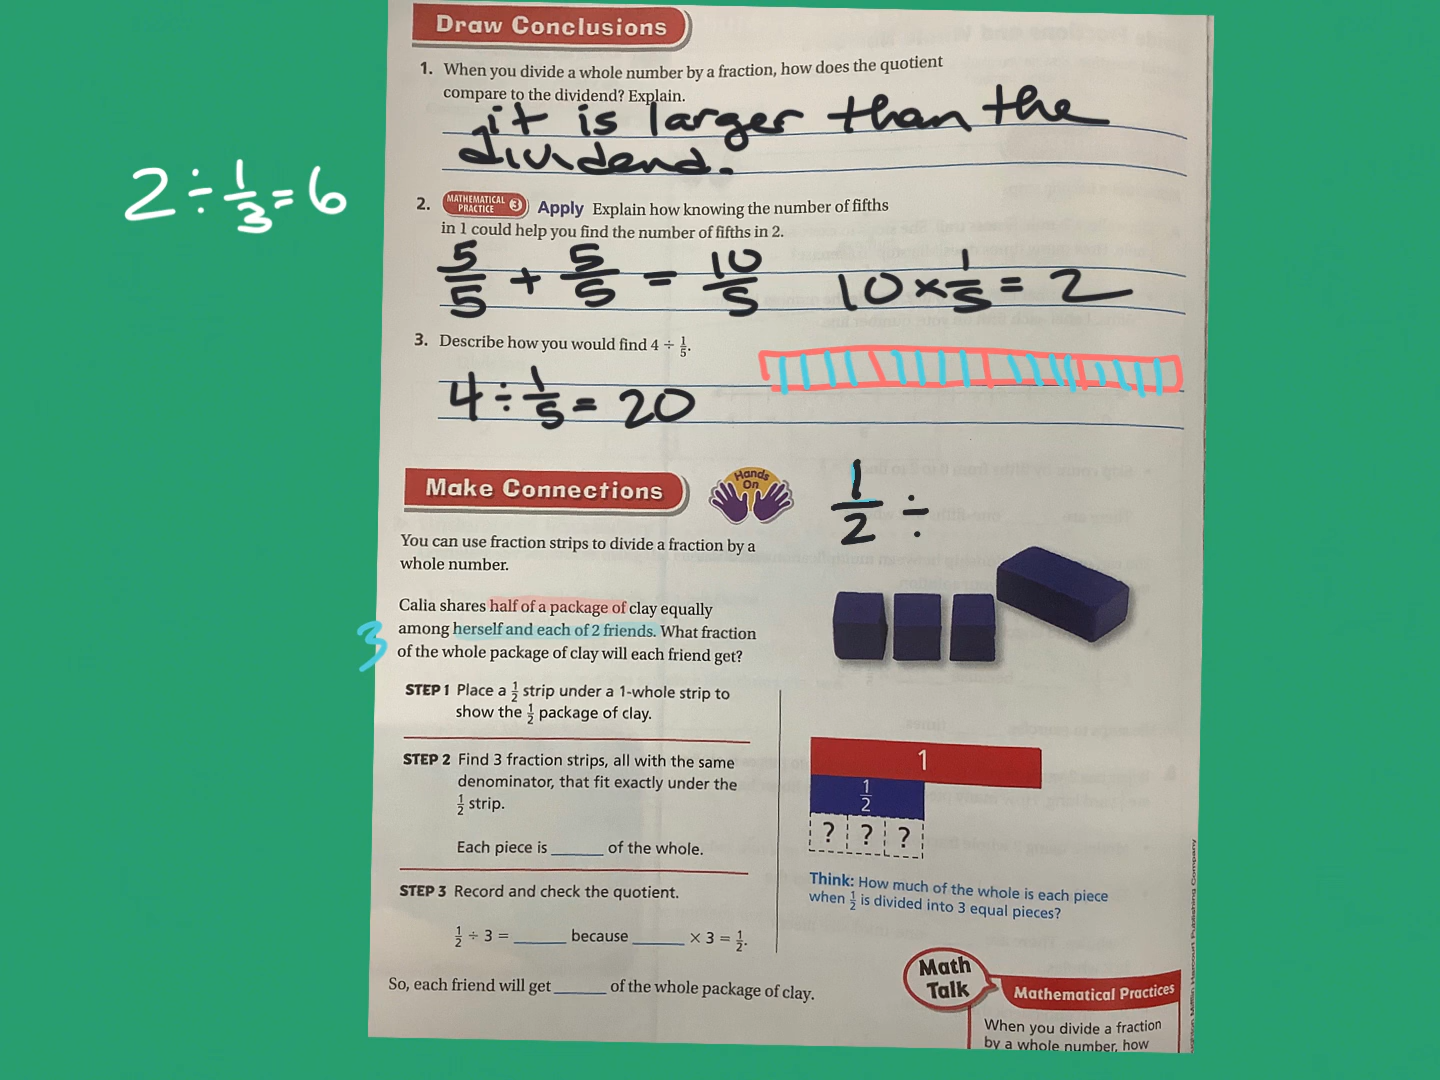 Draw Conclusions
1. When you divide a whole number by a fraction, how does the quotient
compare to the dividend? Explain.
it is larger than the
dividend.
2 ÷ 1/3 = 6
2. MATHEMATICAL PRACTICE 3 Apply Explain how knowing the number of fifths
in 1 could help you find the number of fifths in 2.
5/5 + 5/5 = 10/5 10 × 1/5 = 2
3. Describe how you would find 4 ÷ 1/5.
4 ÷ 1/5 = 20
Make Connections
Hands On
1/2 ÷
You can use fraction strips to divide a fraction by a
whole number.
Calia shares half of a package of clay equally
3 among herself and each of 2 friends. What fraction
of the whole package of clay will each friend get?
STEP 1 Place a 1/2 strip under a 1-whole strip to
show the 1/2 package of clay.
STEP 2 Find 3 fraction strips, all with the same
denominator, that fit exactly under the
1/2 strip.
Each piece is ______ of the whole.
1
1/2
? ? ?
Think: How much of the whole is each piece
when 1/2 is divided into 3 equal pieces?
STEP 3 Record and check the quotient.
1/2 ÷ 3 = ______ because ______ × 3 = 1/2.
So, each friend will get ______ of the whole package of clay.
Math
Talk
Mathematical Practices
When you divide a fraction
by a whole number, how
Houghton Mifflin Harcourt Publishing Company